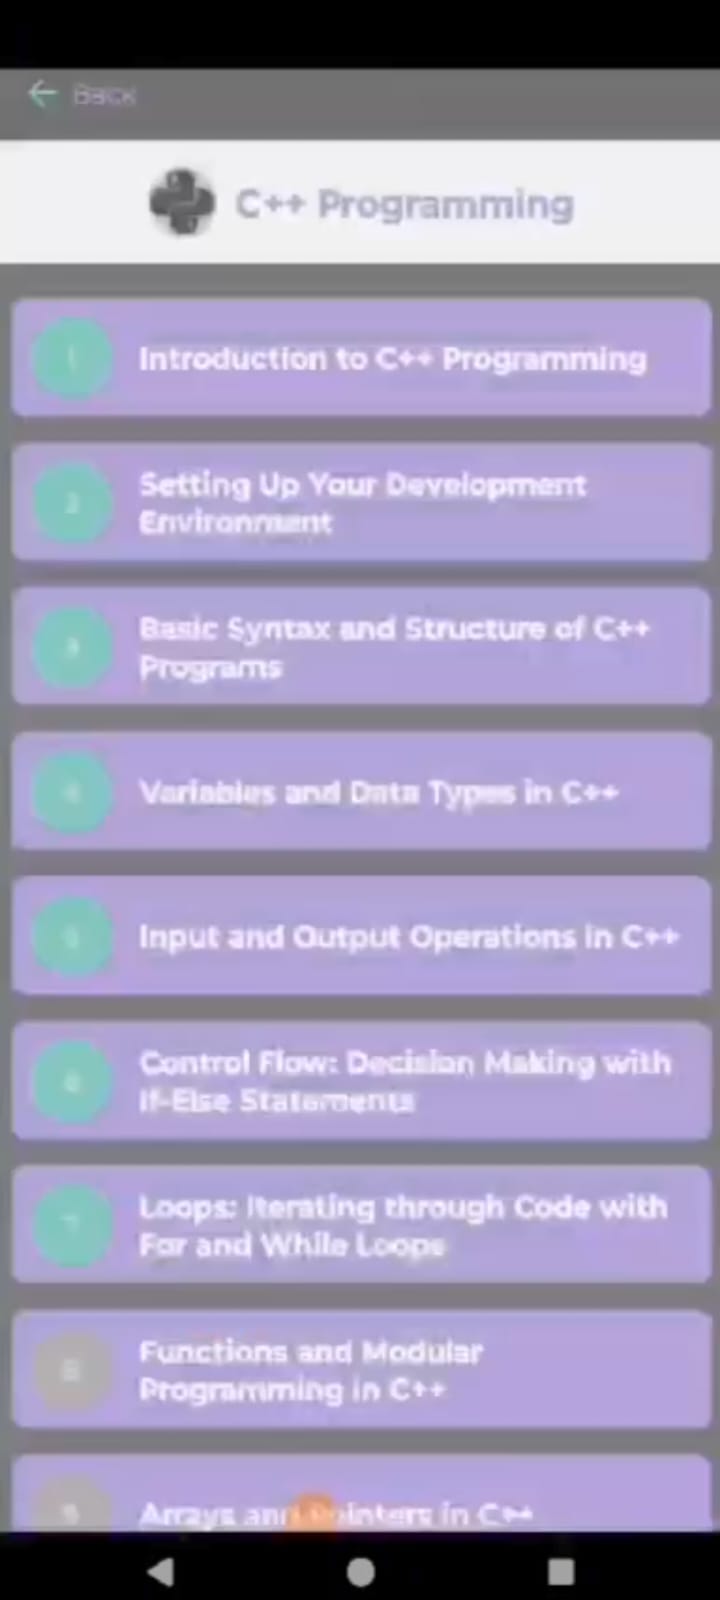 Back
C++ Programming
1
Introduction to C++ Programming
2
Setting Up Your Development
Environment
3
Basic Syntax and Structure of C++
Programs
4
Variables and Data Types in C++
5
Input and Output Operations in C++
6
Control Flow: Decision Making with
If-Else Statements
7
Loops: Iterating through Code with
For and While Loops
8
Functions and Modular
Programming in C++
9
Arrays and Pointers in C++